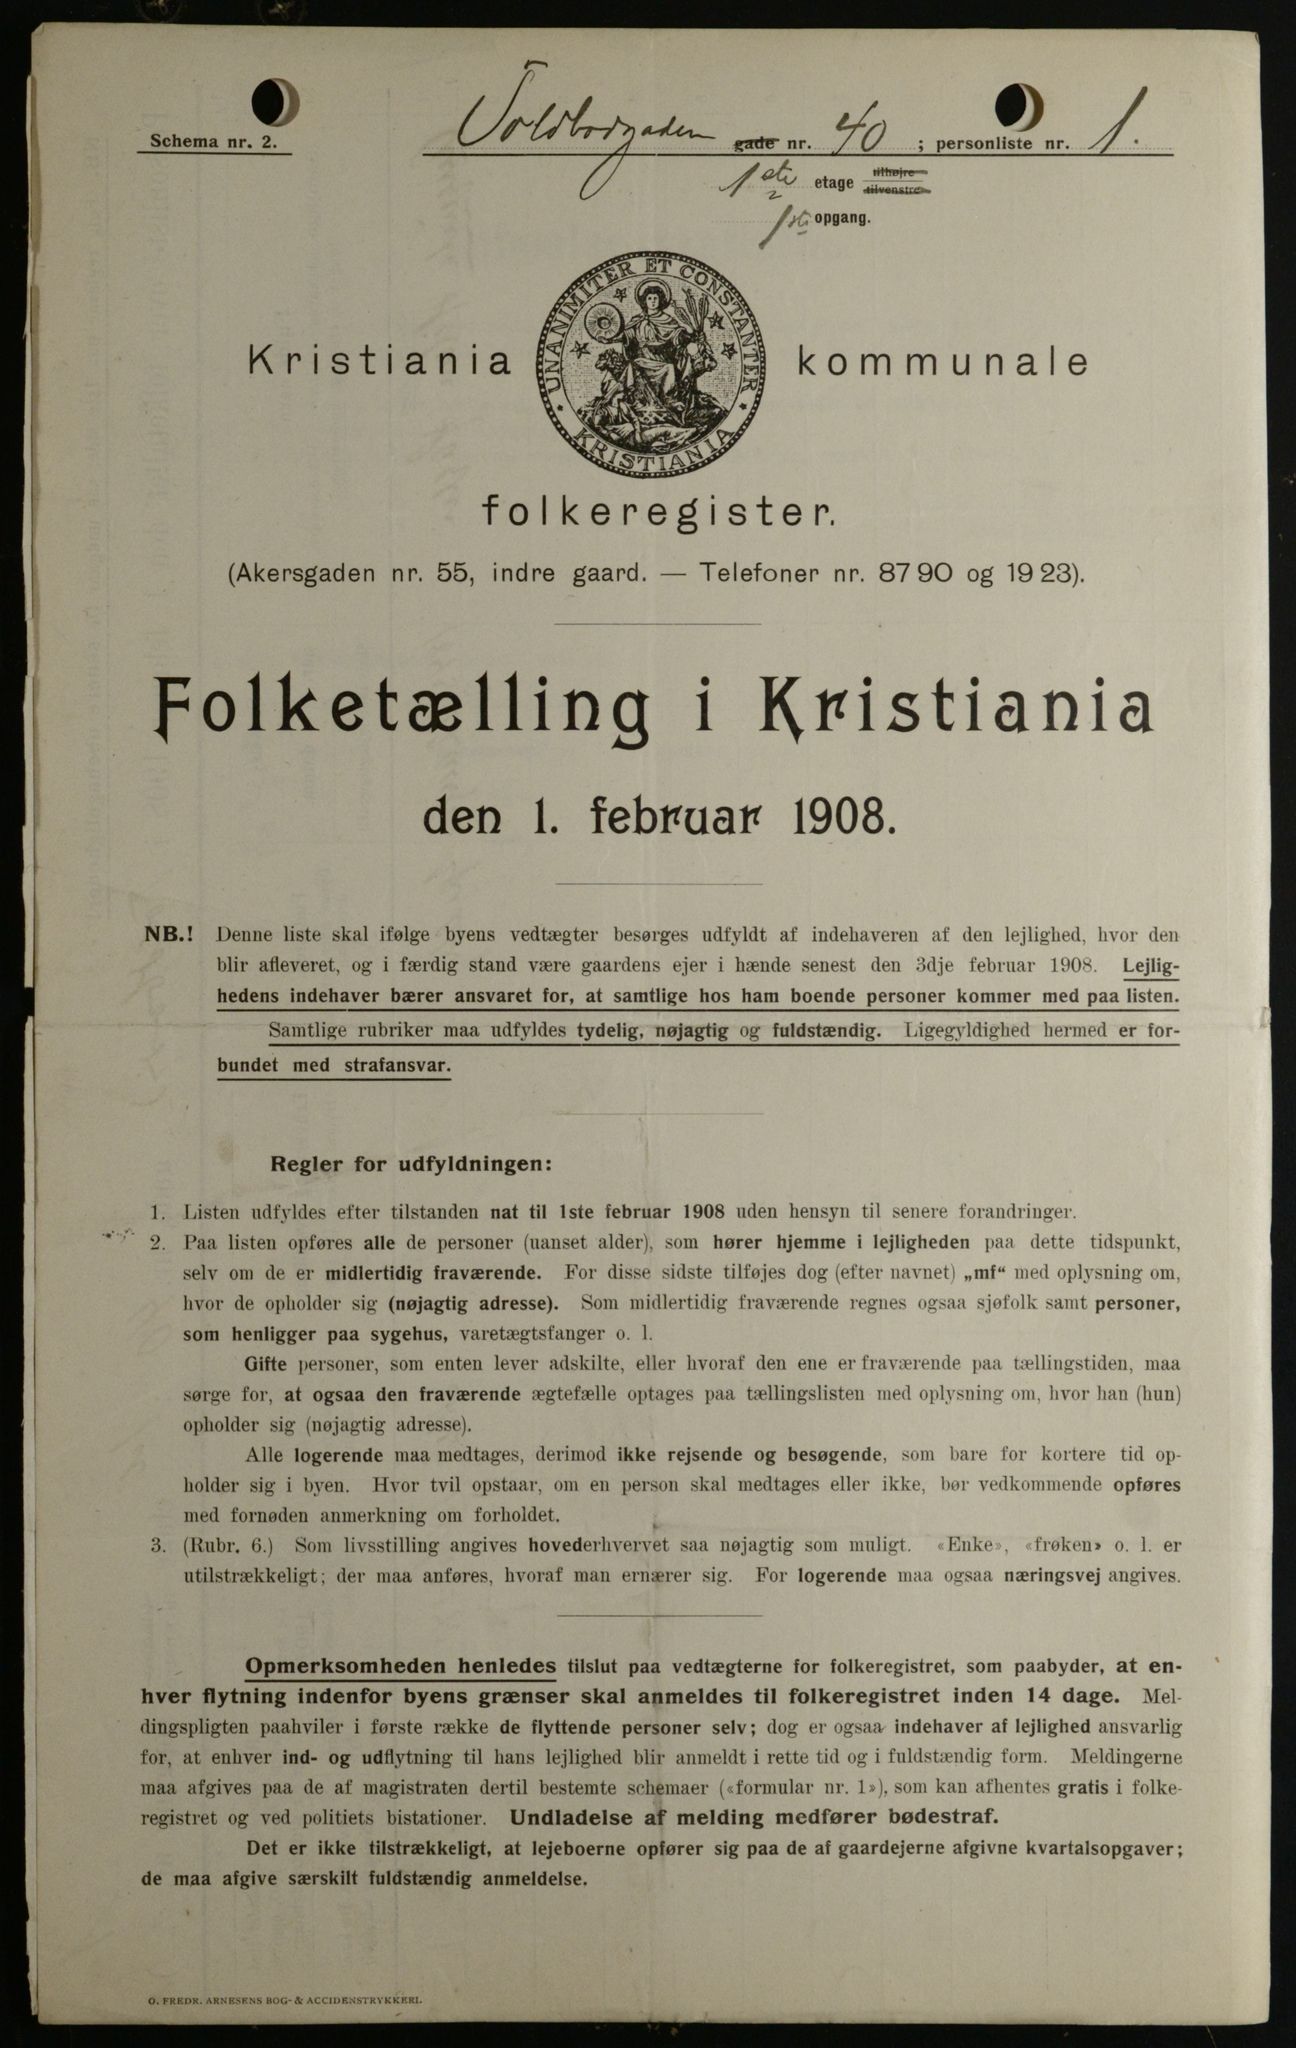 Schema nr. 2.
Toldbodgaden gade nr. 40 ; personliste nr. 1.
1ste etage tilhøjre
tilvenstre
1ste opgang.
UNANIMITER ET CONSTANTER
KRISTIANIA
Kristiania kommunale
folkeregister.
(Akersgaden nr. 55, indre gaard. — Telefoner nr. 87 90 og 19 23).
Folketælling i Kristiania
den 1. februar 1908.
NB.! Denne liste skal ifølge byens vedtægter besørges udfyldt af indehaveren af den lejlighed, hvor den
blir afleveret, og i færdig stand være gaardens ejer i hænde senest den 3dje februar 1908. Lejlig-
hedens indehaver bærer ansvaret for, at samtlige hos ham boende personer kommer med paa listen.
Samtlige rubriker maa udfyldes tydelig, nøjagtig og fuldstændig. Ligegyldighed hermed er for-
bundet med strafansvar.
Regler for udfyldningen:
1. Listen udfyldes efter tilstanden nat til 1ste februar 1908 uden hensyn til senere forandringer.
2. Paa listen opføres alle de personer (uanset alder), som hører hjemme i lejligheden paa dette tidspunkt,
selv om de er midlertidig fraværende. For disse sidste tilføjes dog (efter navnet) „mf“ med oplysning om,
hvor de opholder sig (nøjagtig adresse). Som midlertidig fraværende regnes ogsaa sjøfolk samt personer,
som henligger paa sygehus, varetægtsfanger o. l.
Gifte personer, som enten lever adskilte, eller hvoraf den ene er fraværende paa tællingstiden, maa
sørge for, at ogsaa den fraværende ægtefælle optages paa tællingslisten med oplysning om, hvor han (hun)
opholder sig (nøjagtig adresse).
Alle logerende maa medtages, derimod ikke rejsende og besøgende, som bare for kortere tid op-
holder sig i byen. Hvor tvil opstaar, om en person skal medtages eller ikke, bør vedkommende opføres
med fornøden anmerkning om forholdet.
3. (Rubr. 6.) Som livsstilling angives hovederhvervet saa nøjagtig som muligt. «Enke», «frøken» o. l. er
utilstrækkeligt; der maa anføres, hvoraf man ernærer sig. For logerende maa ogsaa næringsvej angives.
Opmerksomheden henledes tilslut paa vedtægterne for folkeregistret, som paabyder, at en-
hver flytning indenfor byens grænser skal anmeldes til folkeregistret inden 14 dage. Mel-
dingspligten paahviler i første række de flyttende personer selv; dog er ogsaa indehaver af lejlighed ansvarlig
for, at enhver ind- og udflytning til hans lejlighed blir anmeldt i rette tid og i fuldstændig form. Meldingerne
maa afgives paa de af magistraten dertil bestemte schemaer («formular nr. 1»), som kan afhentes gratis i folke-
registret og ved politiets bistationer. Undladelse af melding medfører bødestraf.
Det er ikke tilstrækkeligt, at lejeboerne opfører sig paa de af gaardejerne afgivne kvartalsopgaver;
de maa afgive særskilt fuldstændig anmeldelse.
O. FREDR. ARNESENS BOG- & ACCIDENSTRYKKERI.